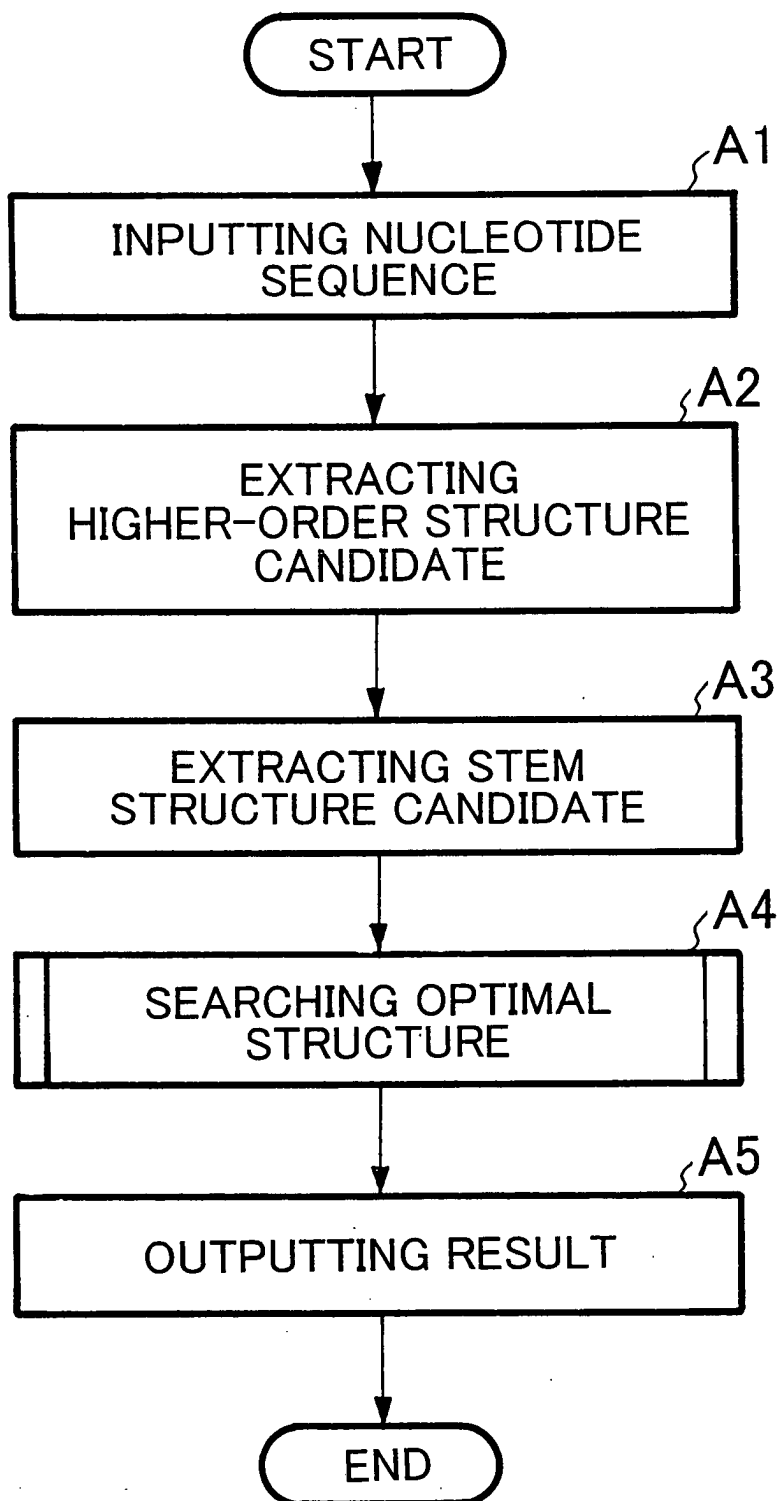 START
A1
INPUTTING NUCLEOTIDE
SEQUENCE
A2
EXTRACTING
HIGHER-ORDER STRUCTURE
CANDIDATE
A3
EXTRACTING STEM
STRUCTURE CANDIDATE
A4
SEARCHING OPTIMAL
STRUCTURE
A5
OUTPUTTING RESULT
END